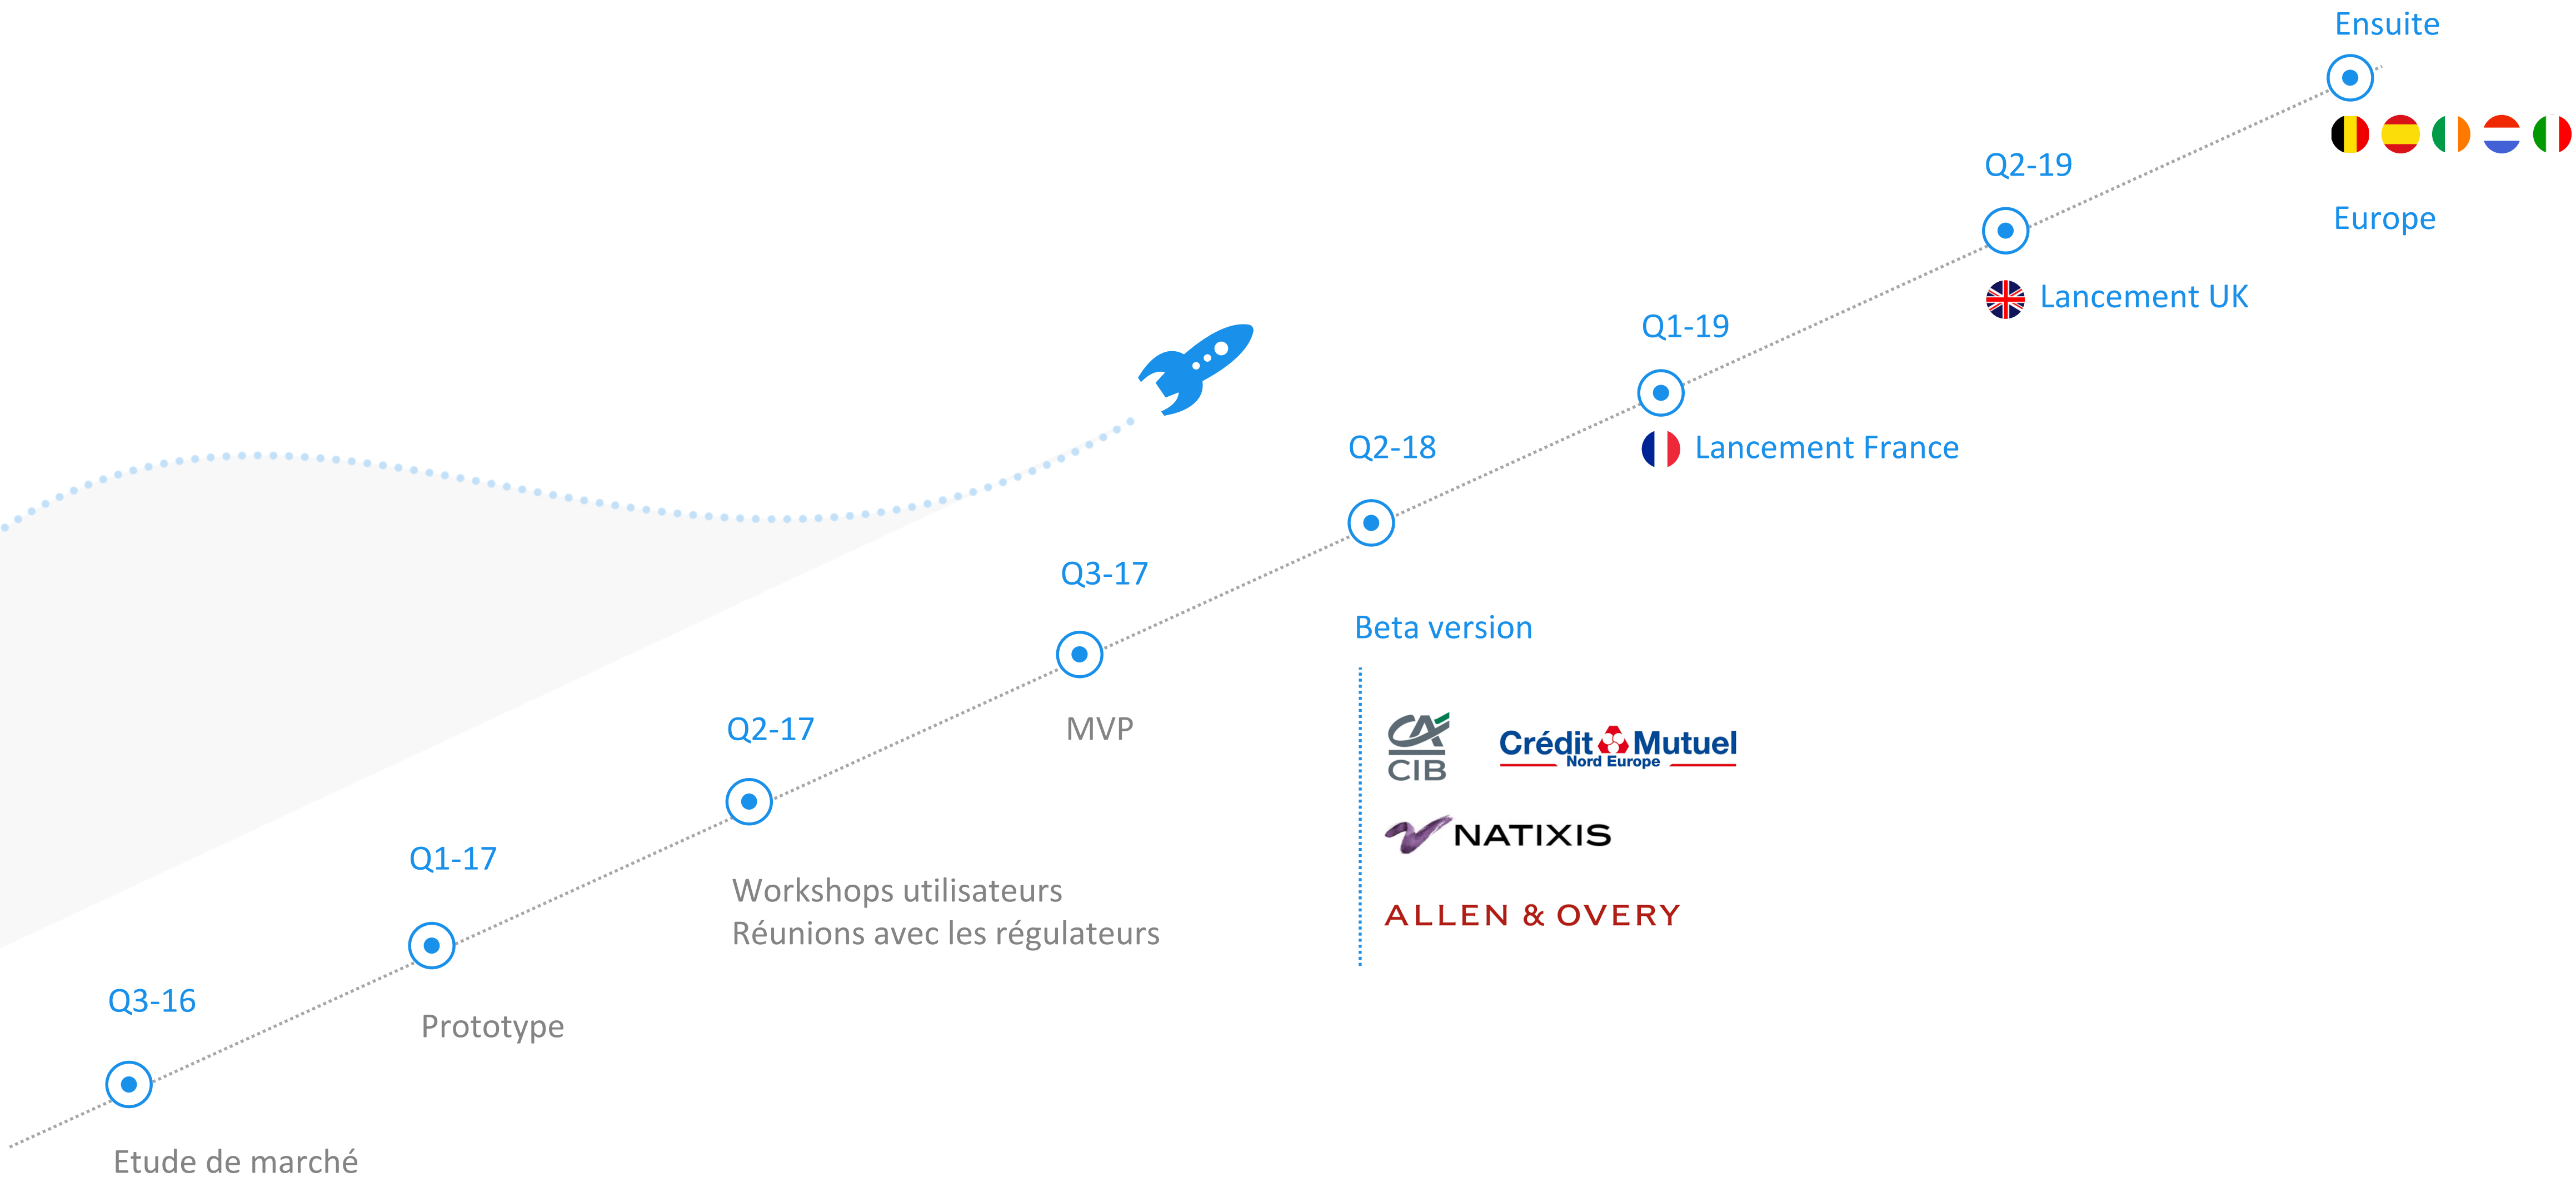 Q3-16
Etude de marché
Q1-17
Prototype
Q2-17
Workshops utilisateurs
Réunions avec les régulateurs
Q3-17
MVP
Q2-18
Beta version
CA
CIB
Crédit Mutuel
Nord Europe
NATIXIS
ALLEN & OVERY
Q1-19
Lancement France
Q2-19
Lancement UK
Ensuite
Europe